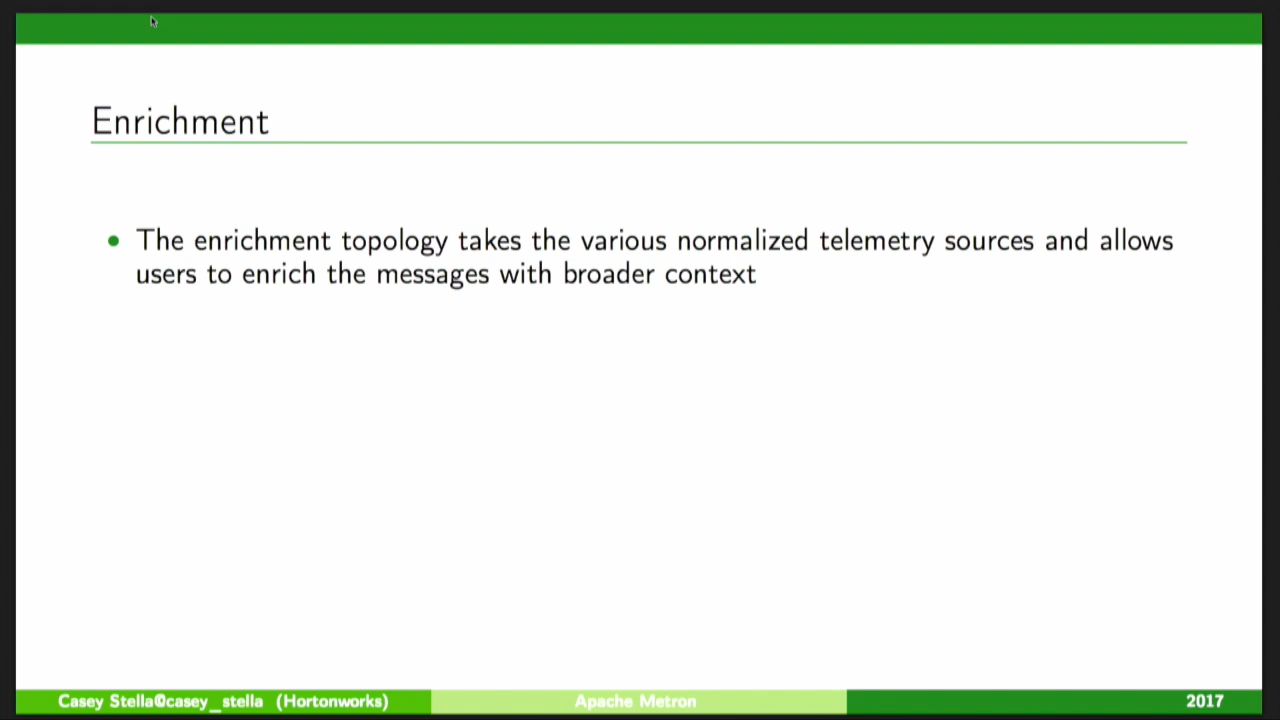 Enrichment
• The enrichment topology takes the various normalized telemetry sources and allows
users to enrich the messages with broader context
Casey Stella@casey_stella (Hortonworks)
Apache Metron
2017